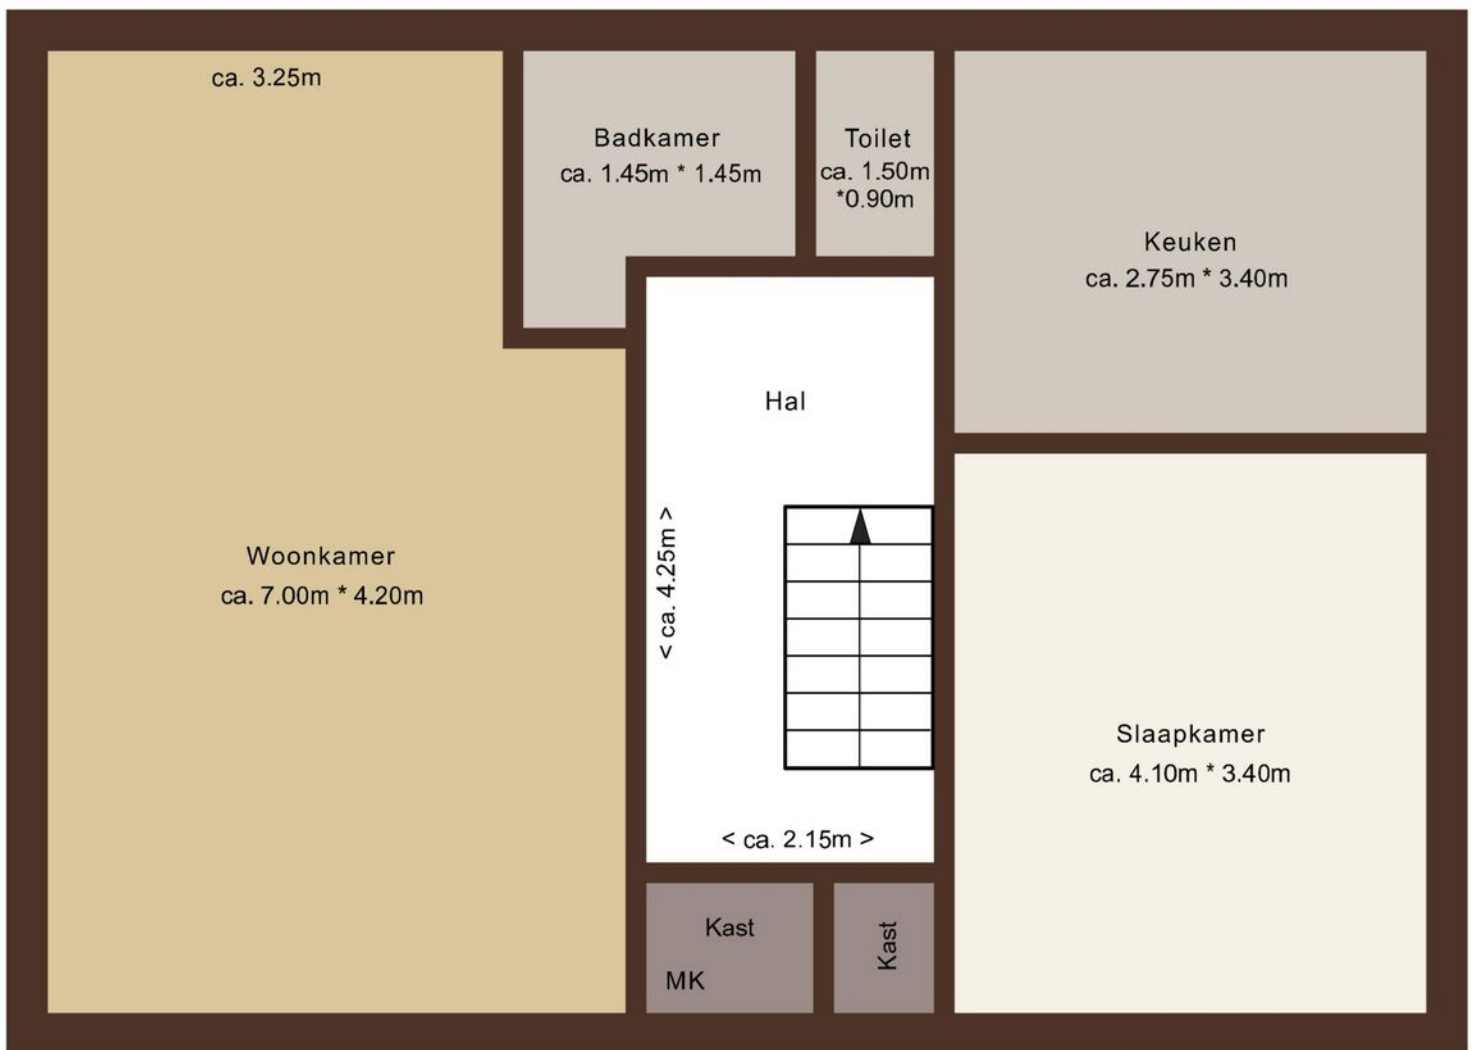 ca. 3.25m
Badkamer
ca. 1.45m * 1.45m
Toilet
ca. 1.50m
*0.90m
Keuken
ca. 2.75m * 3.40m
Hal
Woonkamer
ca. 7.00m * 4.20m
< ca. 4.25m >
Slaapkamer
ca. 4.10m * 3.40m
< ca. 2.15m >
Kast
MK
Kast